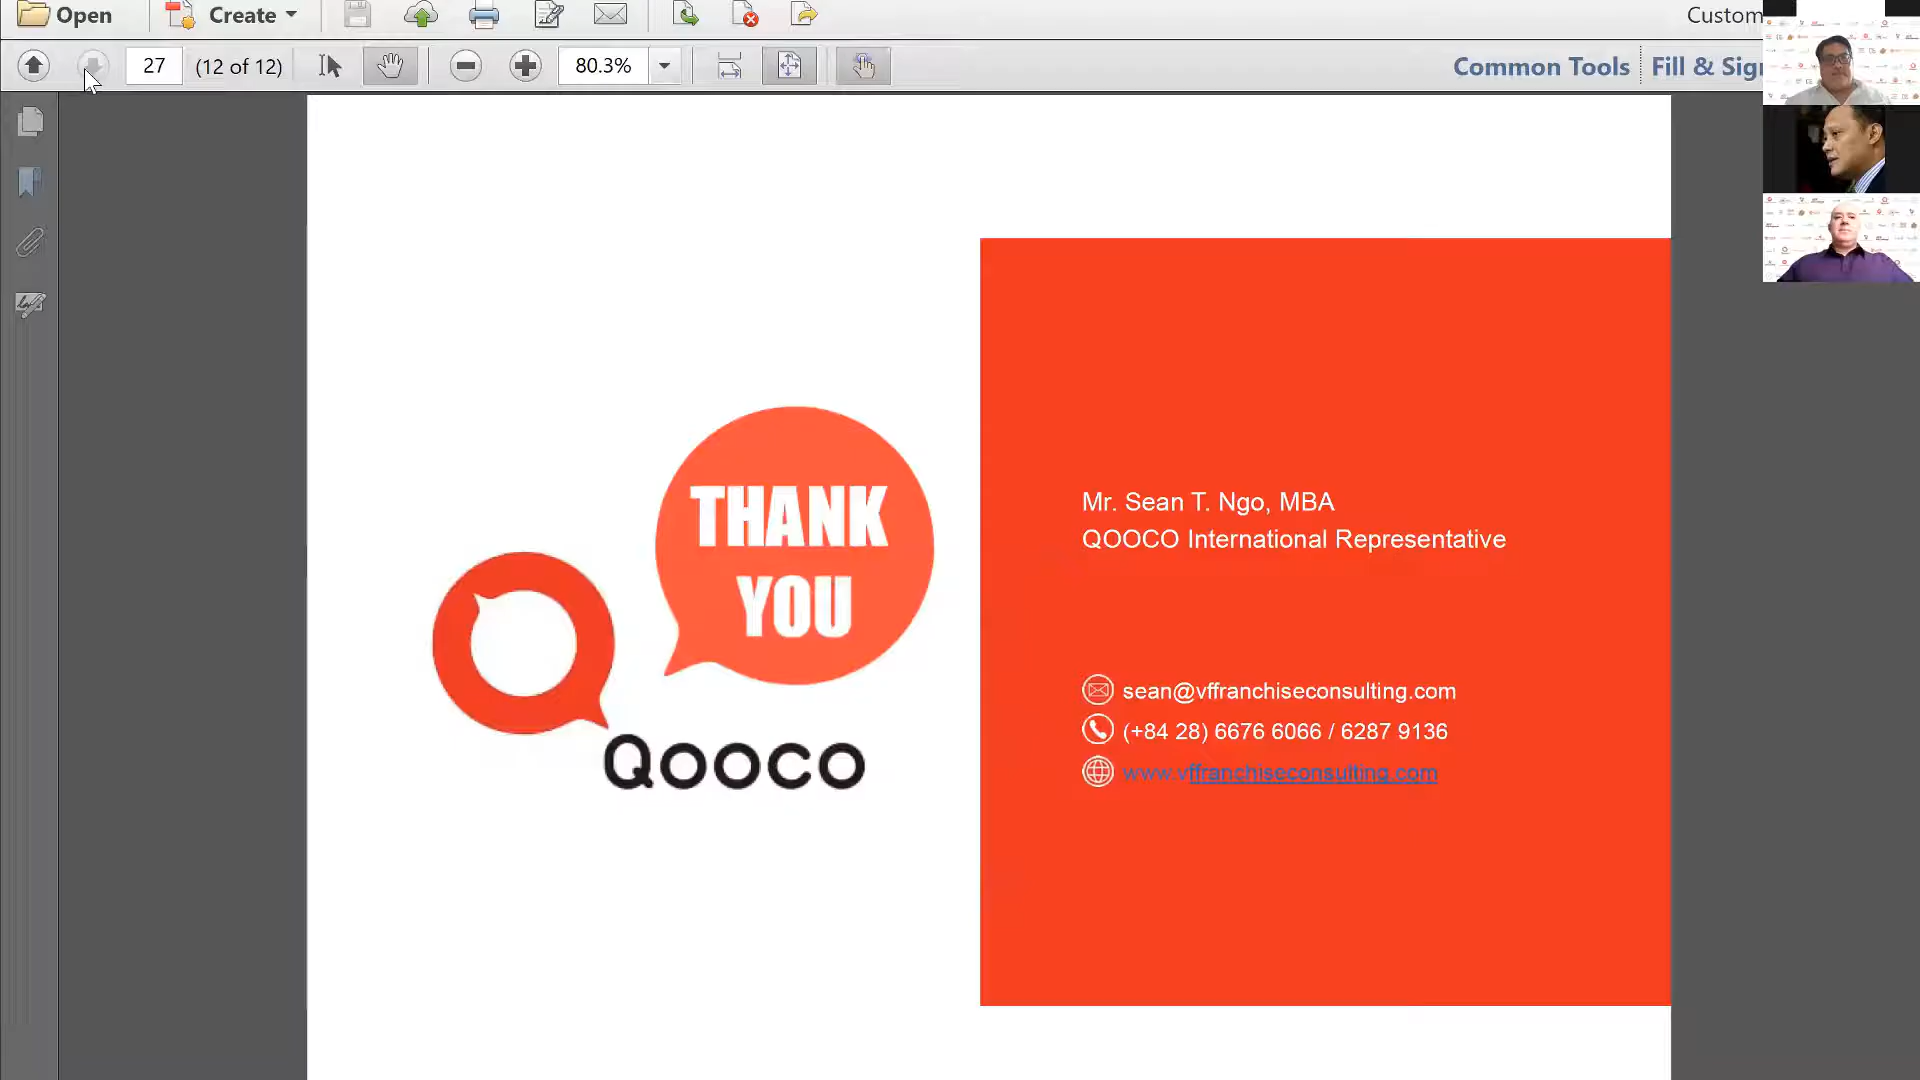 Open
Create
Custom
27
(12 of 12)
80.3%
Common Tools
Fill & Sign
THANK
YOU
Qooco
Mr. Sean T. Ngo, MBA
QOOCO International Representative
sean@vffranchiseconsulting.com
(+84 28) 6676 6066 / 6287 9136
www.vffranchiseconsulting.com